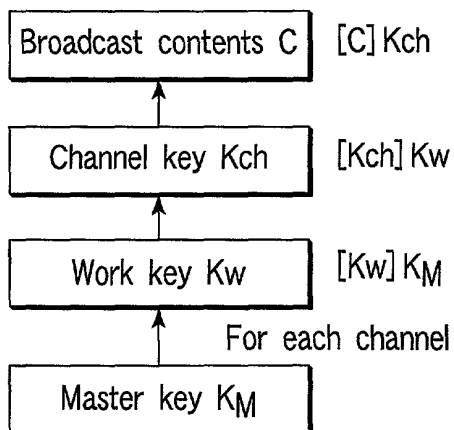 Broadcast contents C [C] Kch
Channel key Kch [Kch] Kw
Work key Kw [Kw] KM
For each channel
Master key KM